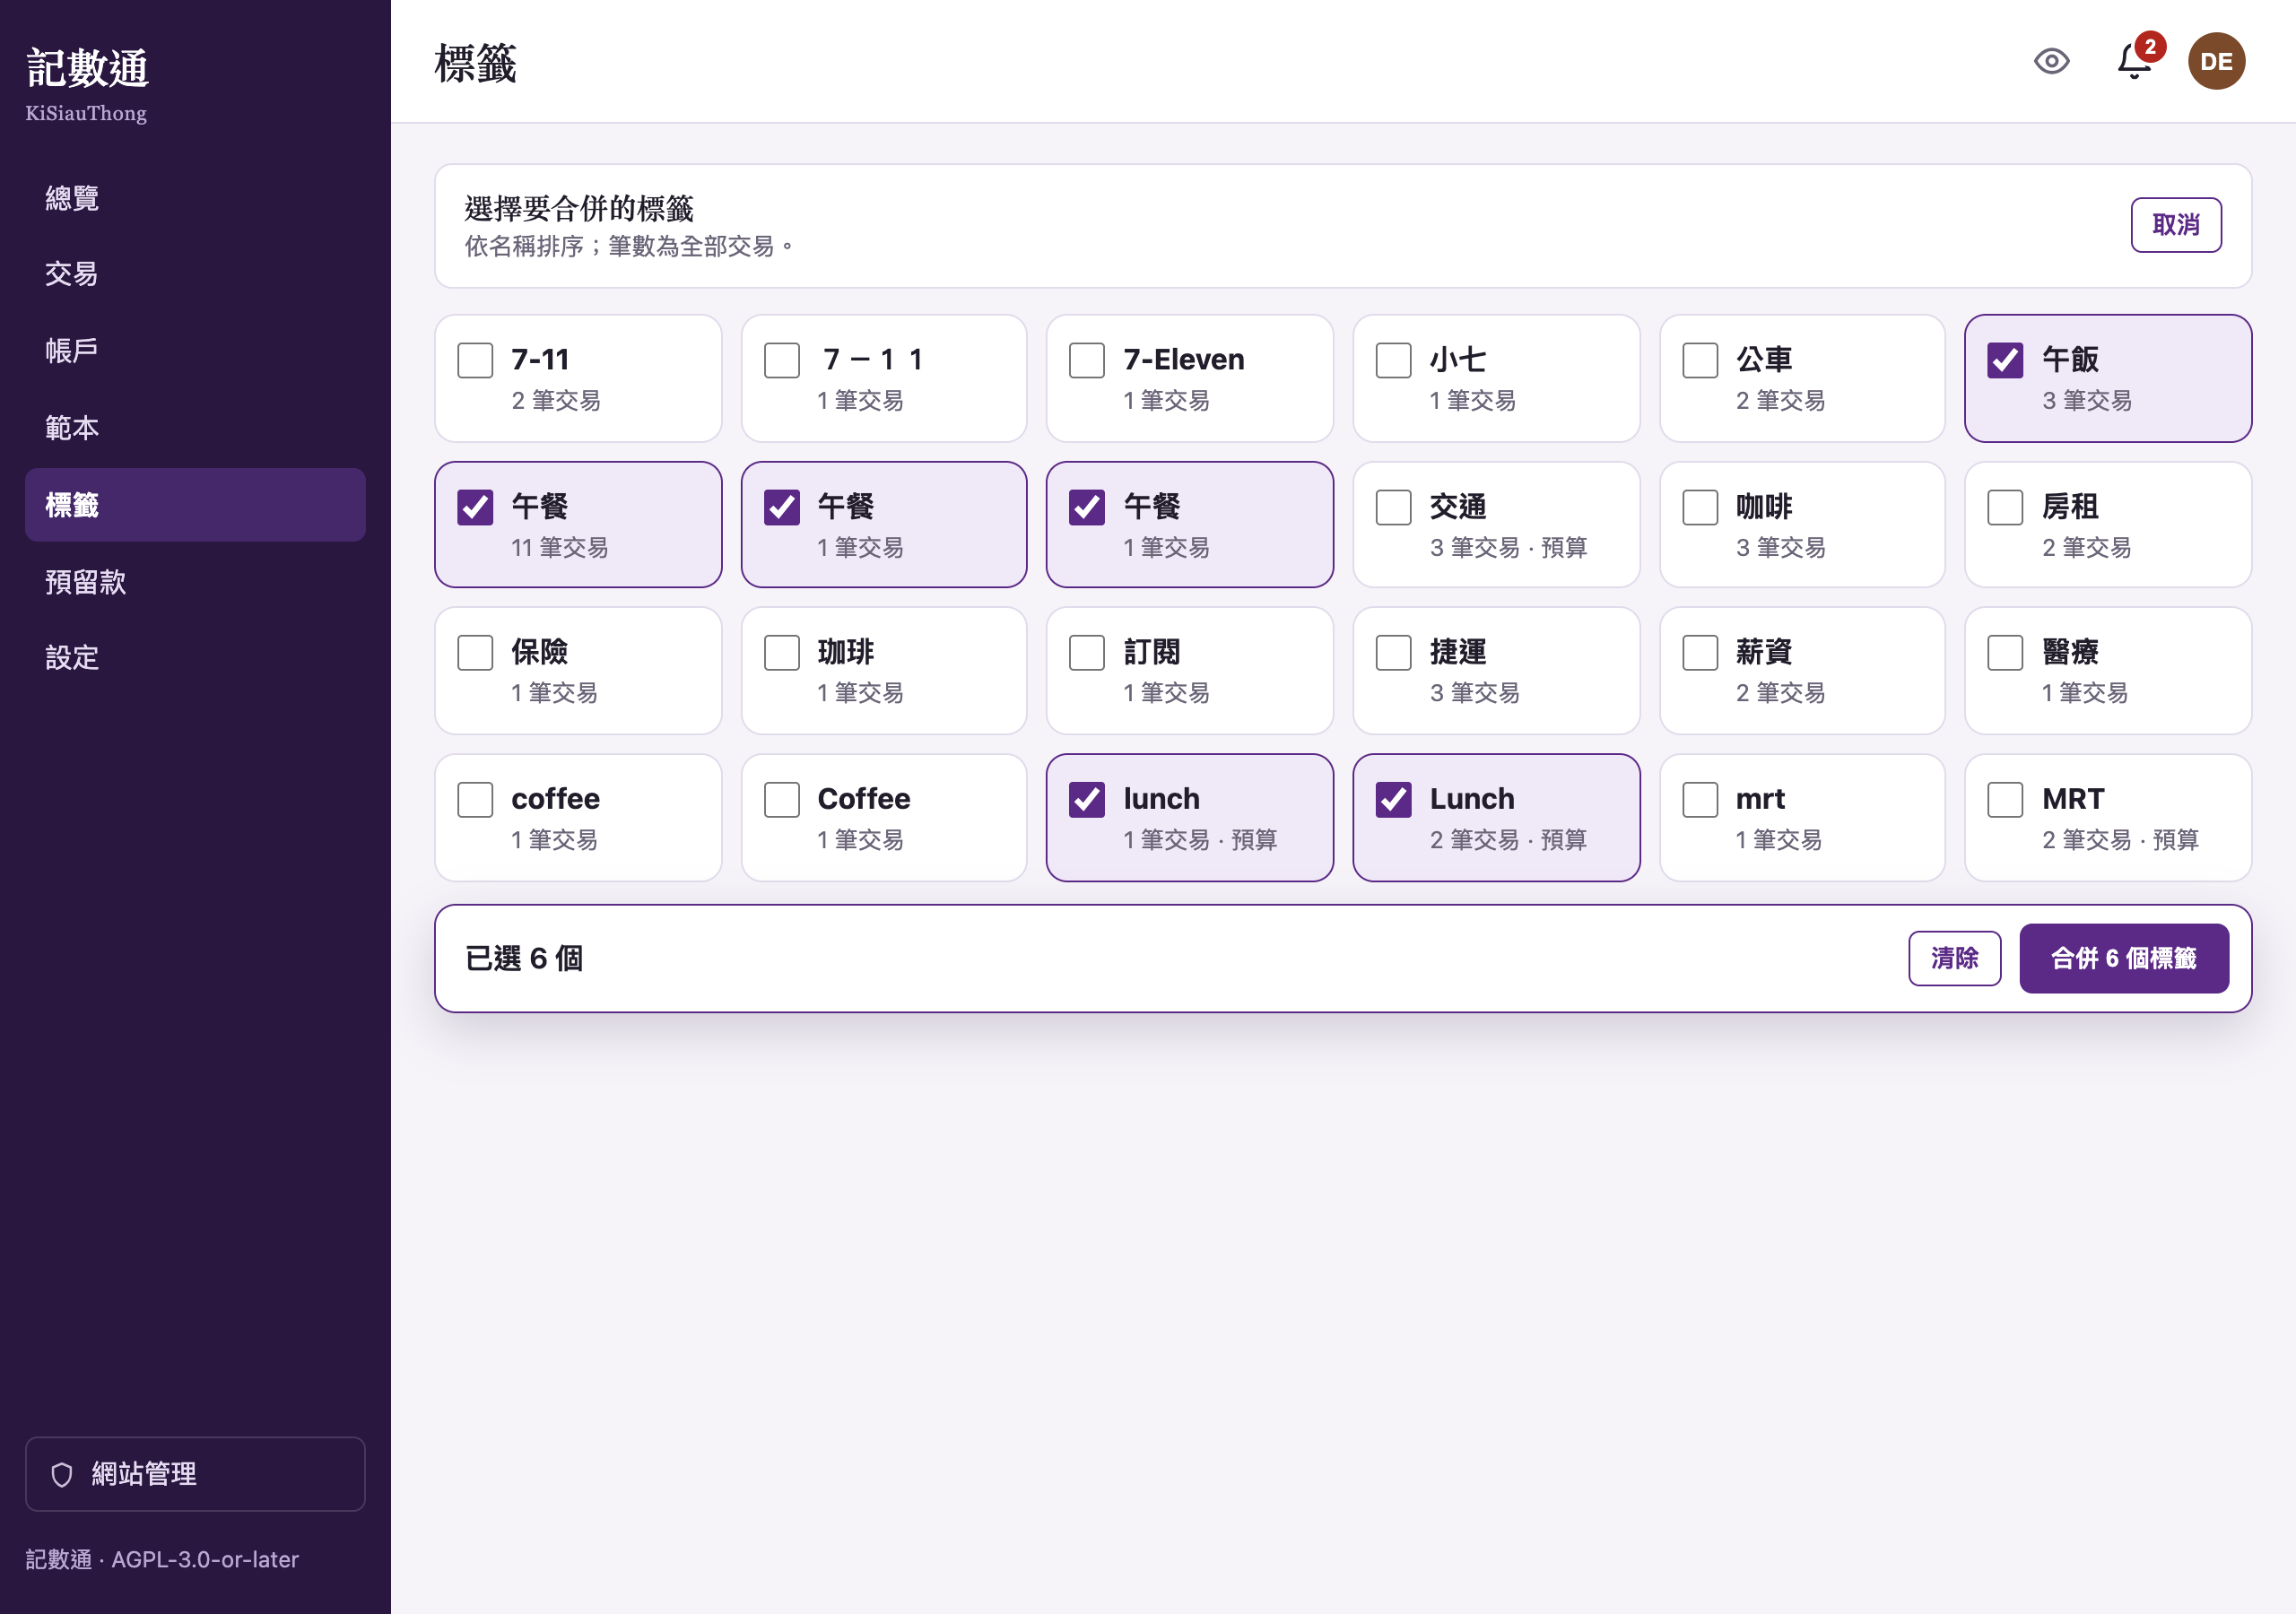 記數通
KiSiauThong
總覽
交易
帳戶
範本
標籤
預留款
設定
網站管理
記數通 · AGPL-3.0-or-later
標籤
2
DE
選擇要合併的標籤
依名稱排序；筆數為全部交易。
取消
7-11
2 筆交易
７－１１
1 筆交易
7-Eleven
1 筆交易
小七
1 筆交易
公車
2 筆交易
午飯
3 筆交易
午餐
11 筆交易
午餐
1 筆交易
午餐
1 筆交易
交通
3 筆交易 · 預算
咖啡
3 筆交易
房租
2 筆交易
保險
1 筆交易
珈琲
1 筆交易
訂閱
1 筆交易
捷運
3 筆交易
薪資
2 筆交易
醫療
1 筆交易
coffee
1 筆交易
Coffee
1 筆交易
lunch
1 筆交易 · 預算
Lunch
2 筆交易 · 預算
mrt
1 筆交易
MRT
2 筆交易 · 預算
已選 6 個
清除
合併 6 個標籤